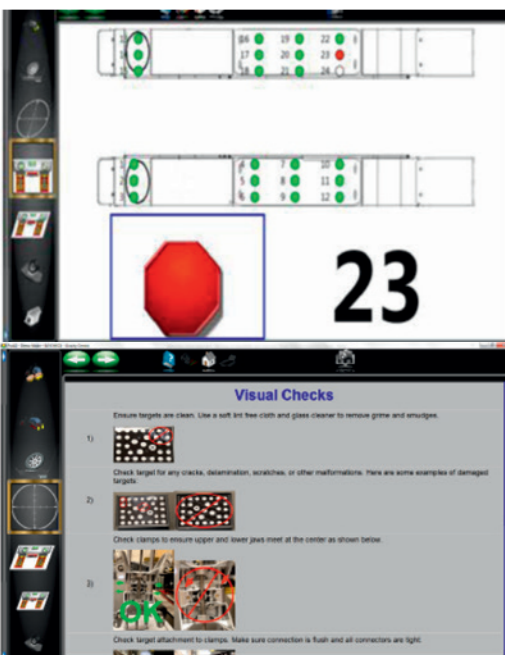 16 19 22
17 20 23
18 21 24
4 7 10
5 8 11
6 9 12
23
Visual Checks
Ensure targets are clean. Use a soft lint free cloth and glass cleaner to remove grime and smudges.
1)
Check target for any cracks, delamination, scratches, or other malformations. Here are some examples of damaged
targets:
2)
Check clamps to ensure upper and lower jaws meet at the center as shown below.
3)
OK
Check target attachment to clamps. Make sure connection is flush and all connectors are tight.